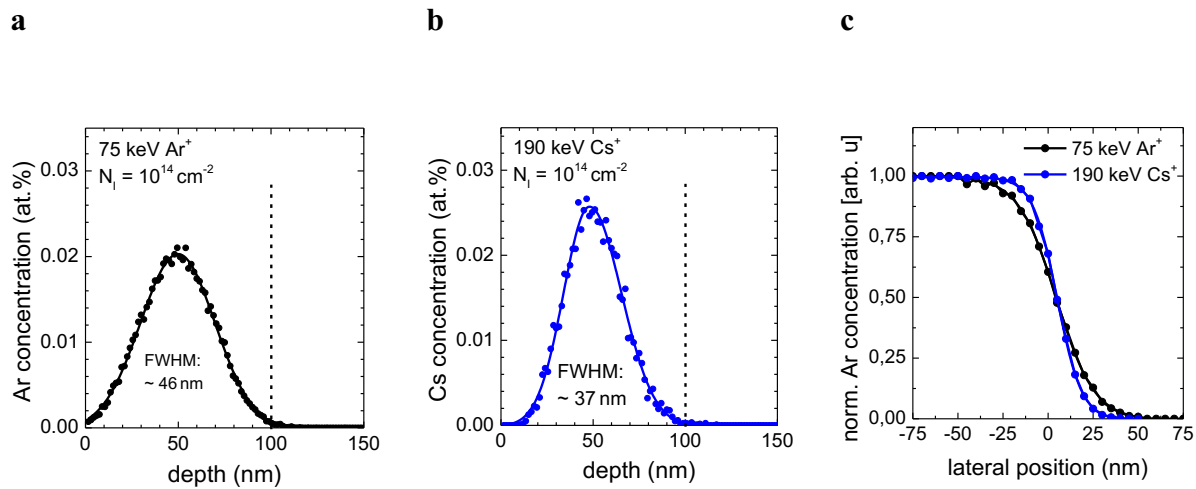 a
b
c
75 keV Ar⁺
N_I = 10¹⁴ cm⁻²
FWHM:
~ 46 nm
Ar concentration (at.%)
0.03
0.02
0.01
0.00
0 50 100 150
depth (nm)
190 keV Cs⁺
N_I = 10¹⁴ cm⁻²
FWHM:
~ 37 nm
Cs concentration (at.%)
0.03
0.02
0.01
0.00
0 50 100 150
depth (nm)
75 keV Ar⁺
190 keV Cs⁺
norm. Ar concentration [arb. u]
1,00
0,75
0,50
0,25
0,00
-75 -50 -25 0 25 50 75
lateral position (nm)